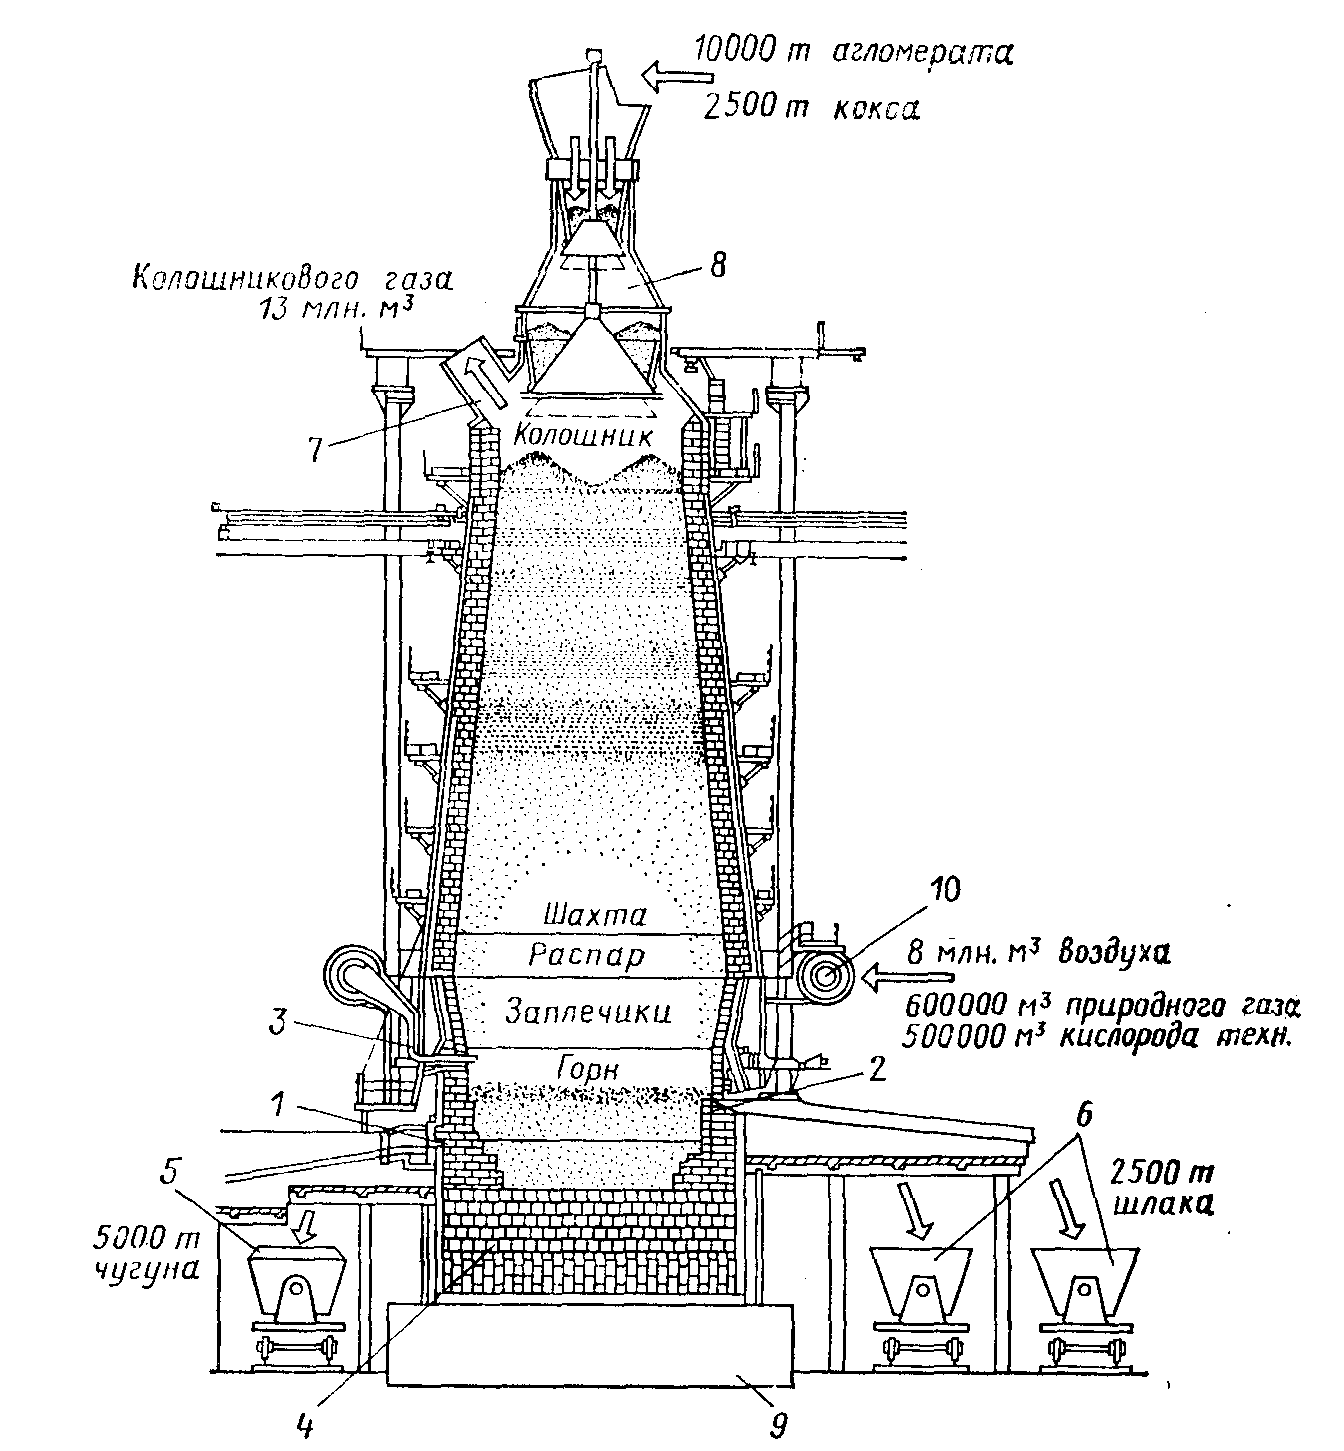 10000 т агломерата
2500 т кокса
8
Колошникового газа
13 млн. м³
7
Колошник
10
Шахта
8 млн. м³ воздуха
Распар
600000 м³ природного газа
Заплечики
500000 м³ кислорода техн.
3
Горн
2
1
6
5
2500 т
шлака
5000 т
чугуна
4
9